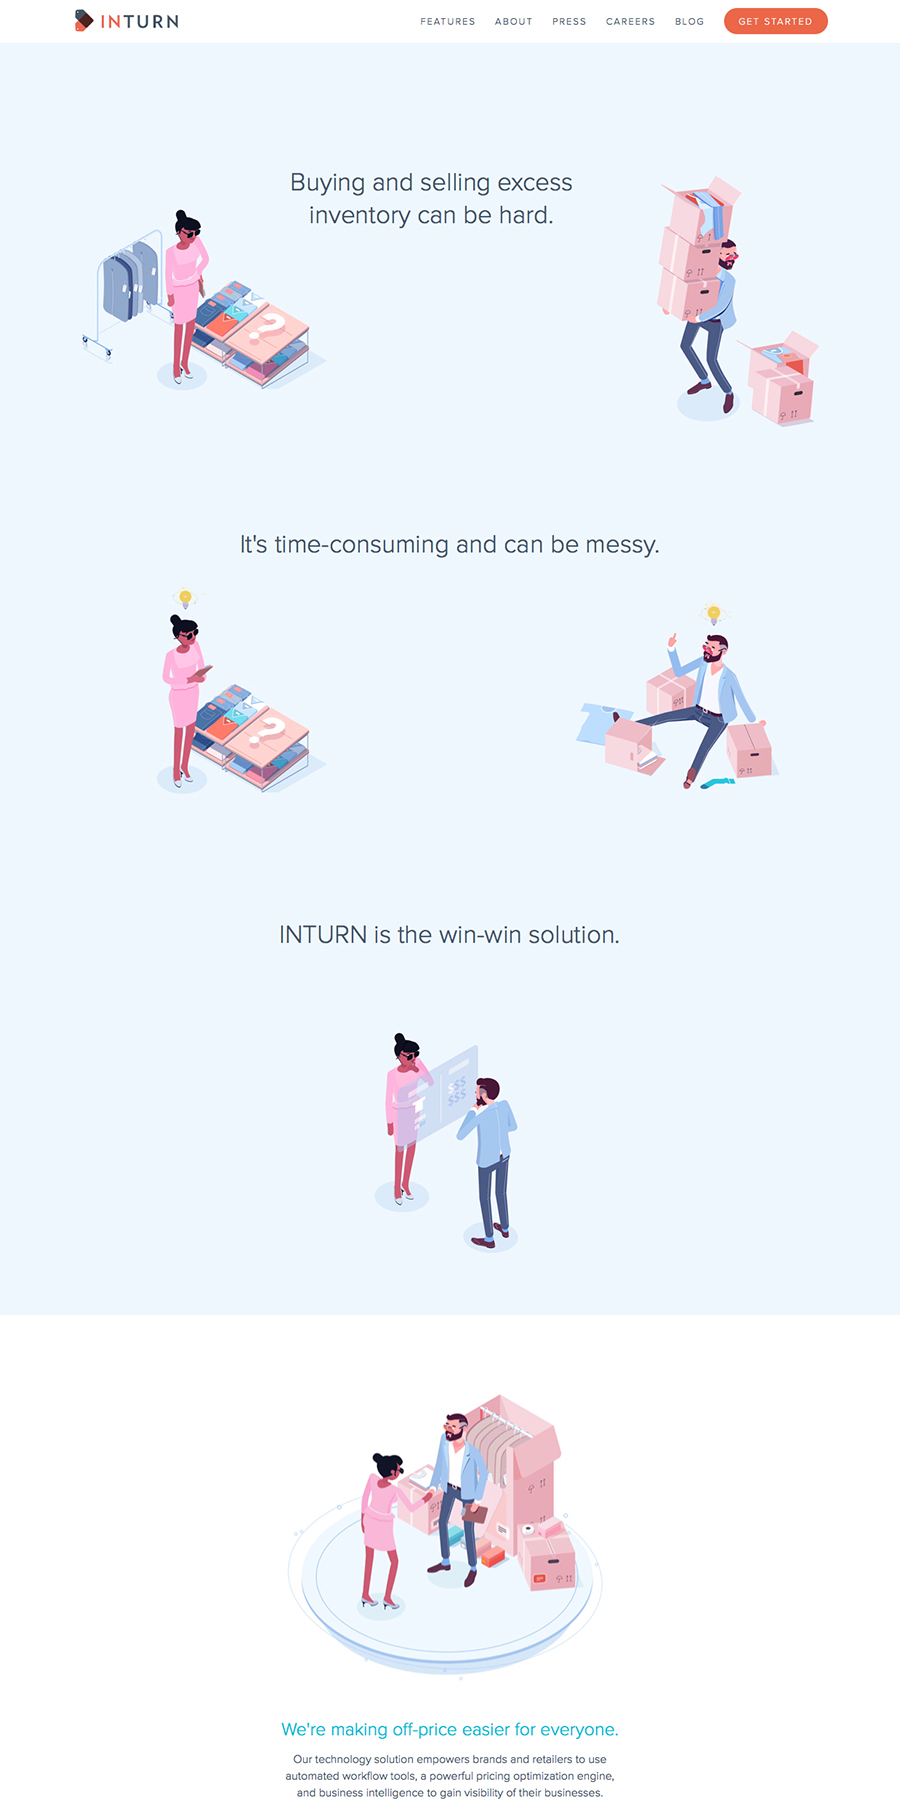 INTURN
FEATURES ABOUT PRESS CAREERS BLOG GET STARTED
Buying and selling excess
inventory can be hard.
?
It's time-consuming and can be messy.
?
INTURN is the win-win solution.
$$$
$$$
We're making off-price easier for everyone.
Our technology solution empowers brands and retailers to use
automated workflow tools, a powerful pricing optimization engine,
and business intelligence to gain visibility of their businesses.